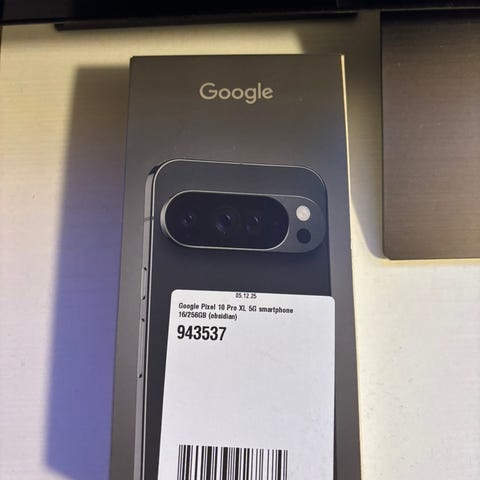 Google
05.12.25
Google Pixel 10 Pro XL 5G smartphone
16/256GB (obsidian)
943537